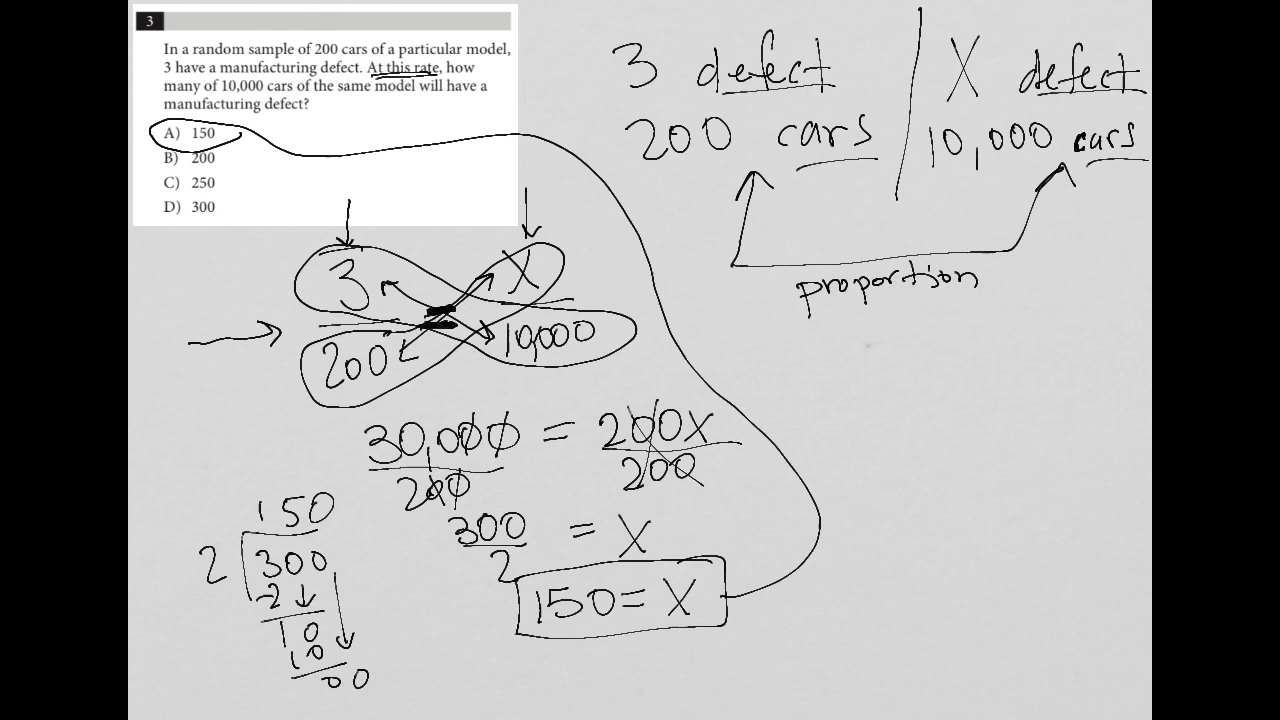 3
In a random sample of 200 cars of a particular model,
3 have a manufacturing defect. At this rate, how
many of 10,000 cars of the same model will have a
manufacturing defect?
A) 150
B) 200
C) 250
D) 300
3 defect
200 cars
X defect
10,000 cars
proportion
3 = X
200 = 10,000
30,000 = 200X
200 200
300 = X
2
150 = X
150
2 300
-2
10
10
00